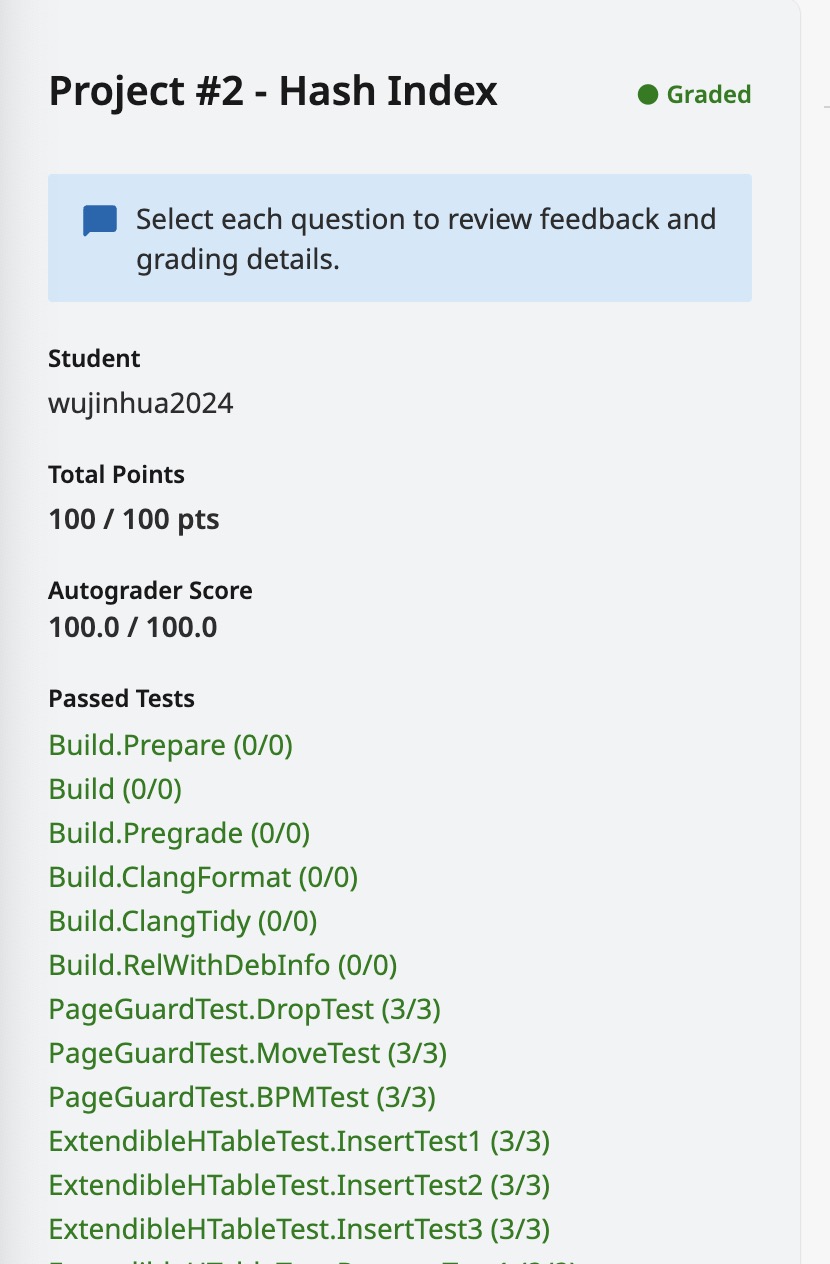 Project #2 - Hash Index
Graded
Select each question to review feedback and
grading details.
Student
wujinhua2024
Total Points
100 / 100 pts
Autograder Score
100.0 / 100.0
Passed Tests
Build.Prepare (0/0)
Build (0/0)
Build.Pregrade (0/0)
Build.ClangFormat (0/0)
Build.ClangTidy (0/0)
Build.RelWithDebInfo (0/0)
PageGuardTest.DropTest (3/3)
PageGuardTest.MoveTest (3/3)
PageGuardTest.BPMTest (3/3)
ExtendibleHTableTest.InsertTest1 (3/3)
ExtendibleHTableTest.InsertTest2 (3/3)
ExtendibleHTableTest.InsertTest3 (3/3)